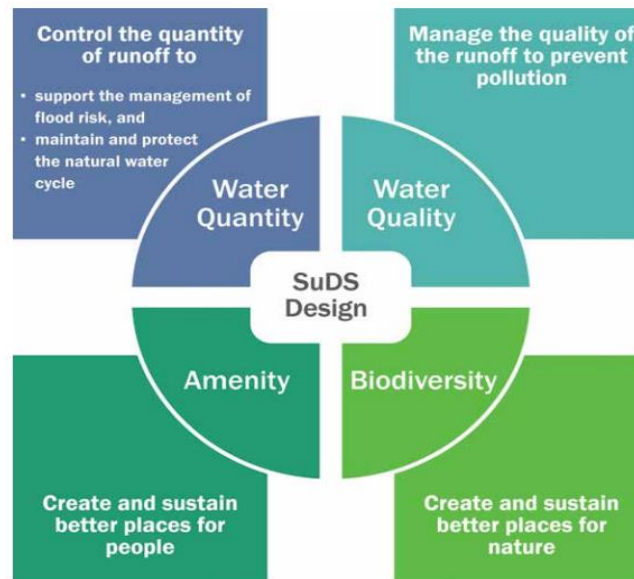 Control the quantity
of runoff to
• support the management of
flood risk, and
• maintain and protect
the natural water
cycle
Manage the quality of
the runoff to prevent
pollution
Water
Quantity
Water
Quality
SuDS
Design
Amenity
Biodiversity
Create and sustain
better places for
people
Create and sustain
better places for
nature